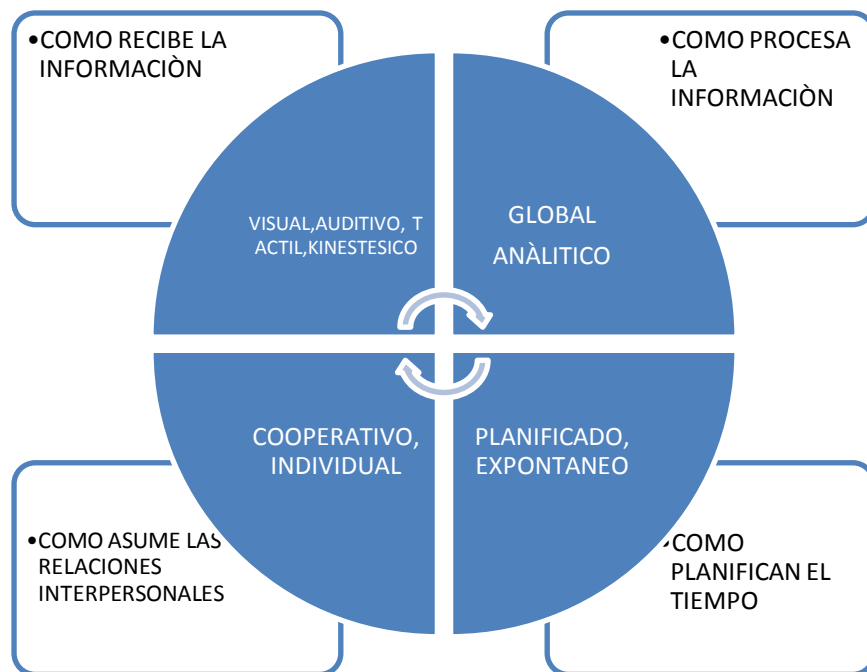 •COMO RECIBE LA
INFORMACIÒN
•COMO PROCESA
LA
INFORMACIÒN
VISUAL,AUDITIVO, T
ACTIL,KINESTESICO
GLOBAL
ANÀLITICO
COOPERATIVO,
INDIVIDUAL
PLANIFICADO,
EXPONTANEO
•COMO ASUME LAS
RELACIONES
INTERPERSONALES
•COMO
PLANIFICAN EL
TIEMPO